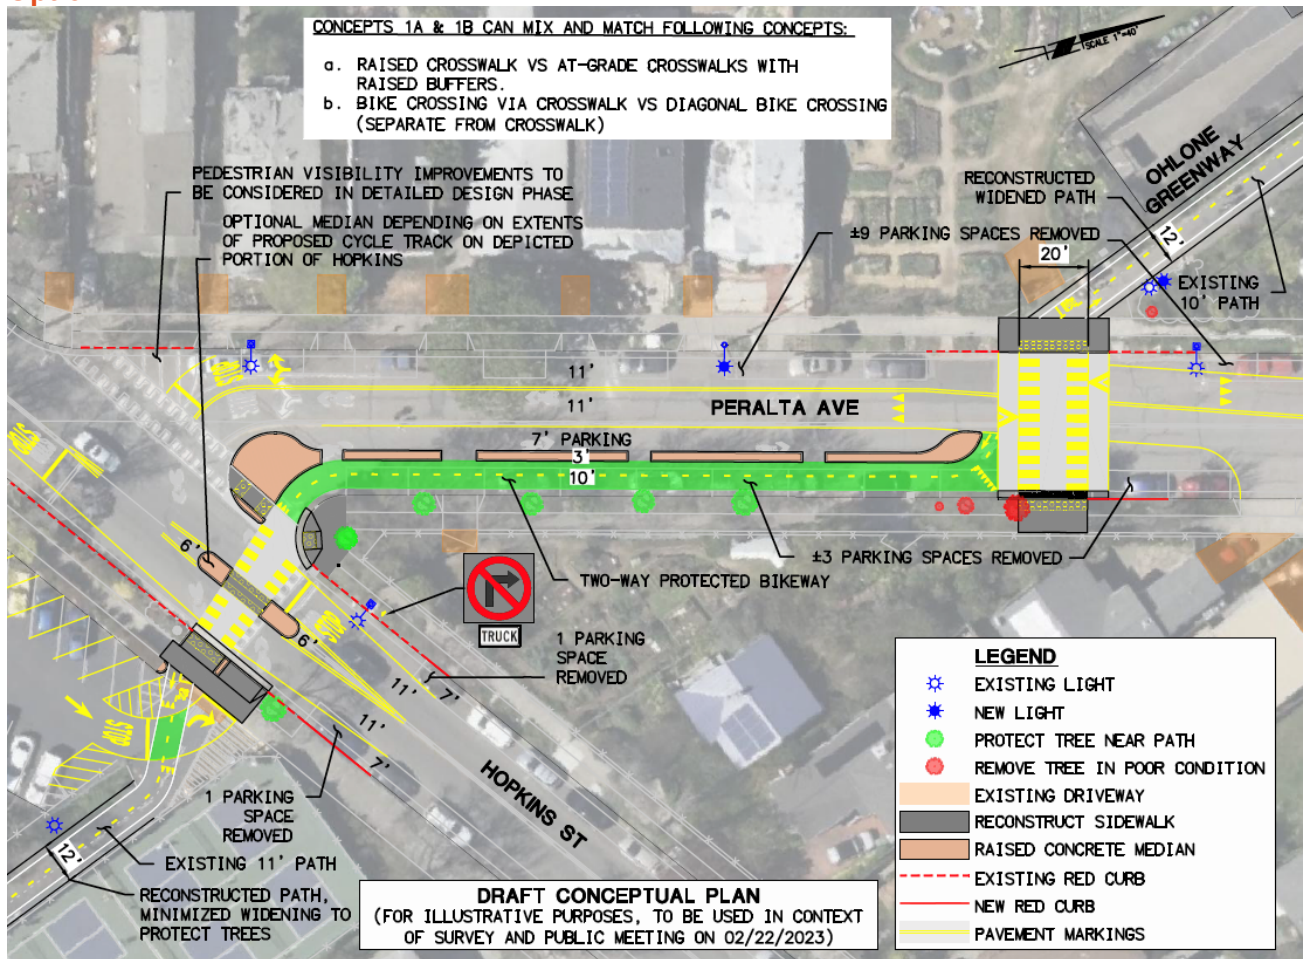 CONCEPTS 1A & 1B CAN MIX AND MATCH FOLLOWING CONCEPTS:
a. RAISED CROSSWALK VS AT-GRADE CROSSWALKS WITH
RAISED BUFFERS.
b. BIKE CROSSING VIA CROSSWALK VS DIAGONAL BIKE CROSSING
(SEPARATE FROM CROSSWALK)
SCALE 1"=40'
PEDESTRIAN VISIBILITY IMPROVEMENTS TO
BE CONSIDERED IN DETAILED DESIGN PHASE
OPTIONAL MEDIAN DEPENDING ON EXTENTS
OF PROPOSED CYCLE TRACK ON DEPICTED
PORTION OF HOPKINS
OHLONE
GREENWAY
RECONSTRUCTED
WIDENED PATH
±9 PARKING SPACES REMOVED
12'
20'
EXISTING
10' PATH
11'
11'
PERALTA AVE
7' PARKING
3'
10'
STOP
STOP
6'
6'
±3 PARKING SPACES REMOVED
TWO-WAY PROTECTED BIKEWAY
TRUCK
1 PARKING
SPACE
REMOVED
STOP
11'
7'
11'
7'
STOP
HOPKINS ST
1 PARKING
SPACE
REMOVED
EXISTING 11' PATH
12'
RECONSTRUCTED PATH,
MINIMIZED WIDENING TO
PROTECT TREES
DRAFT CONCEPTUAL PLAN
(FOR ILLUSTRATIVE PURPOSES, TO BE USED IN CONTEXT
OF SURVEY AND PUBLIC MEETING ON 02/22/2023)
LEGEND
EXISTING LIGHT
NEW LIGHT
PROTECT TREE NEAR PATH
REMOVE TREE IN POOR CONDITION
EXISTING DRIVEWAY
RECONSTRUCT SIDEWALK
RAISED CONCRETE MEDIAN
EXISTING RED CURB
NEW RED CURB
PAVEMENT MARKINGS